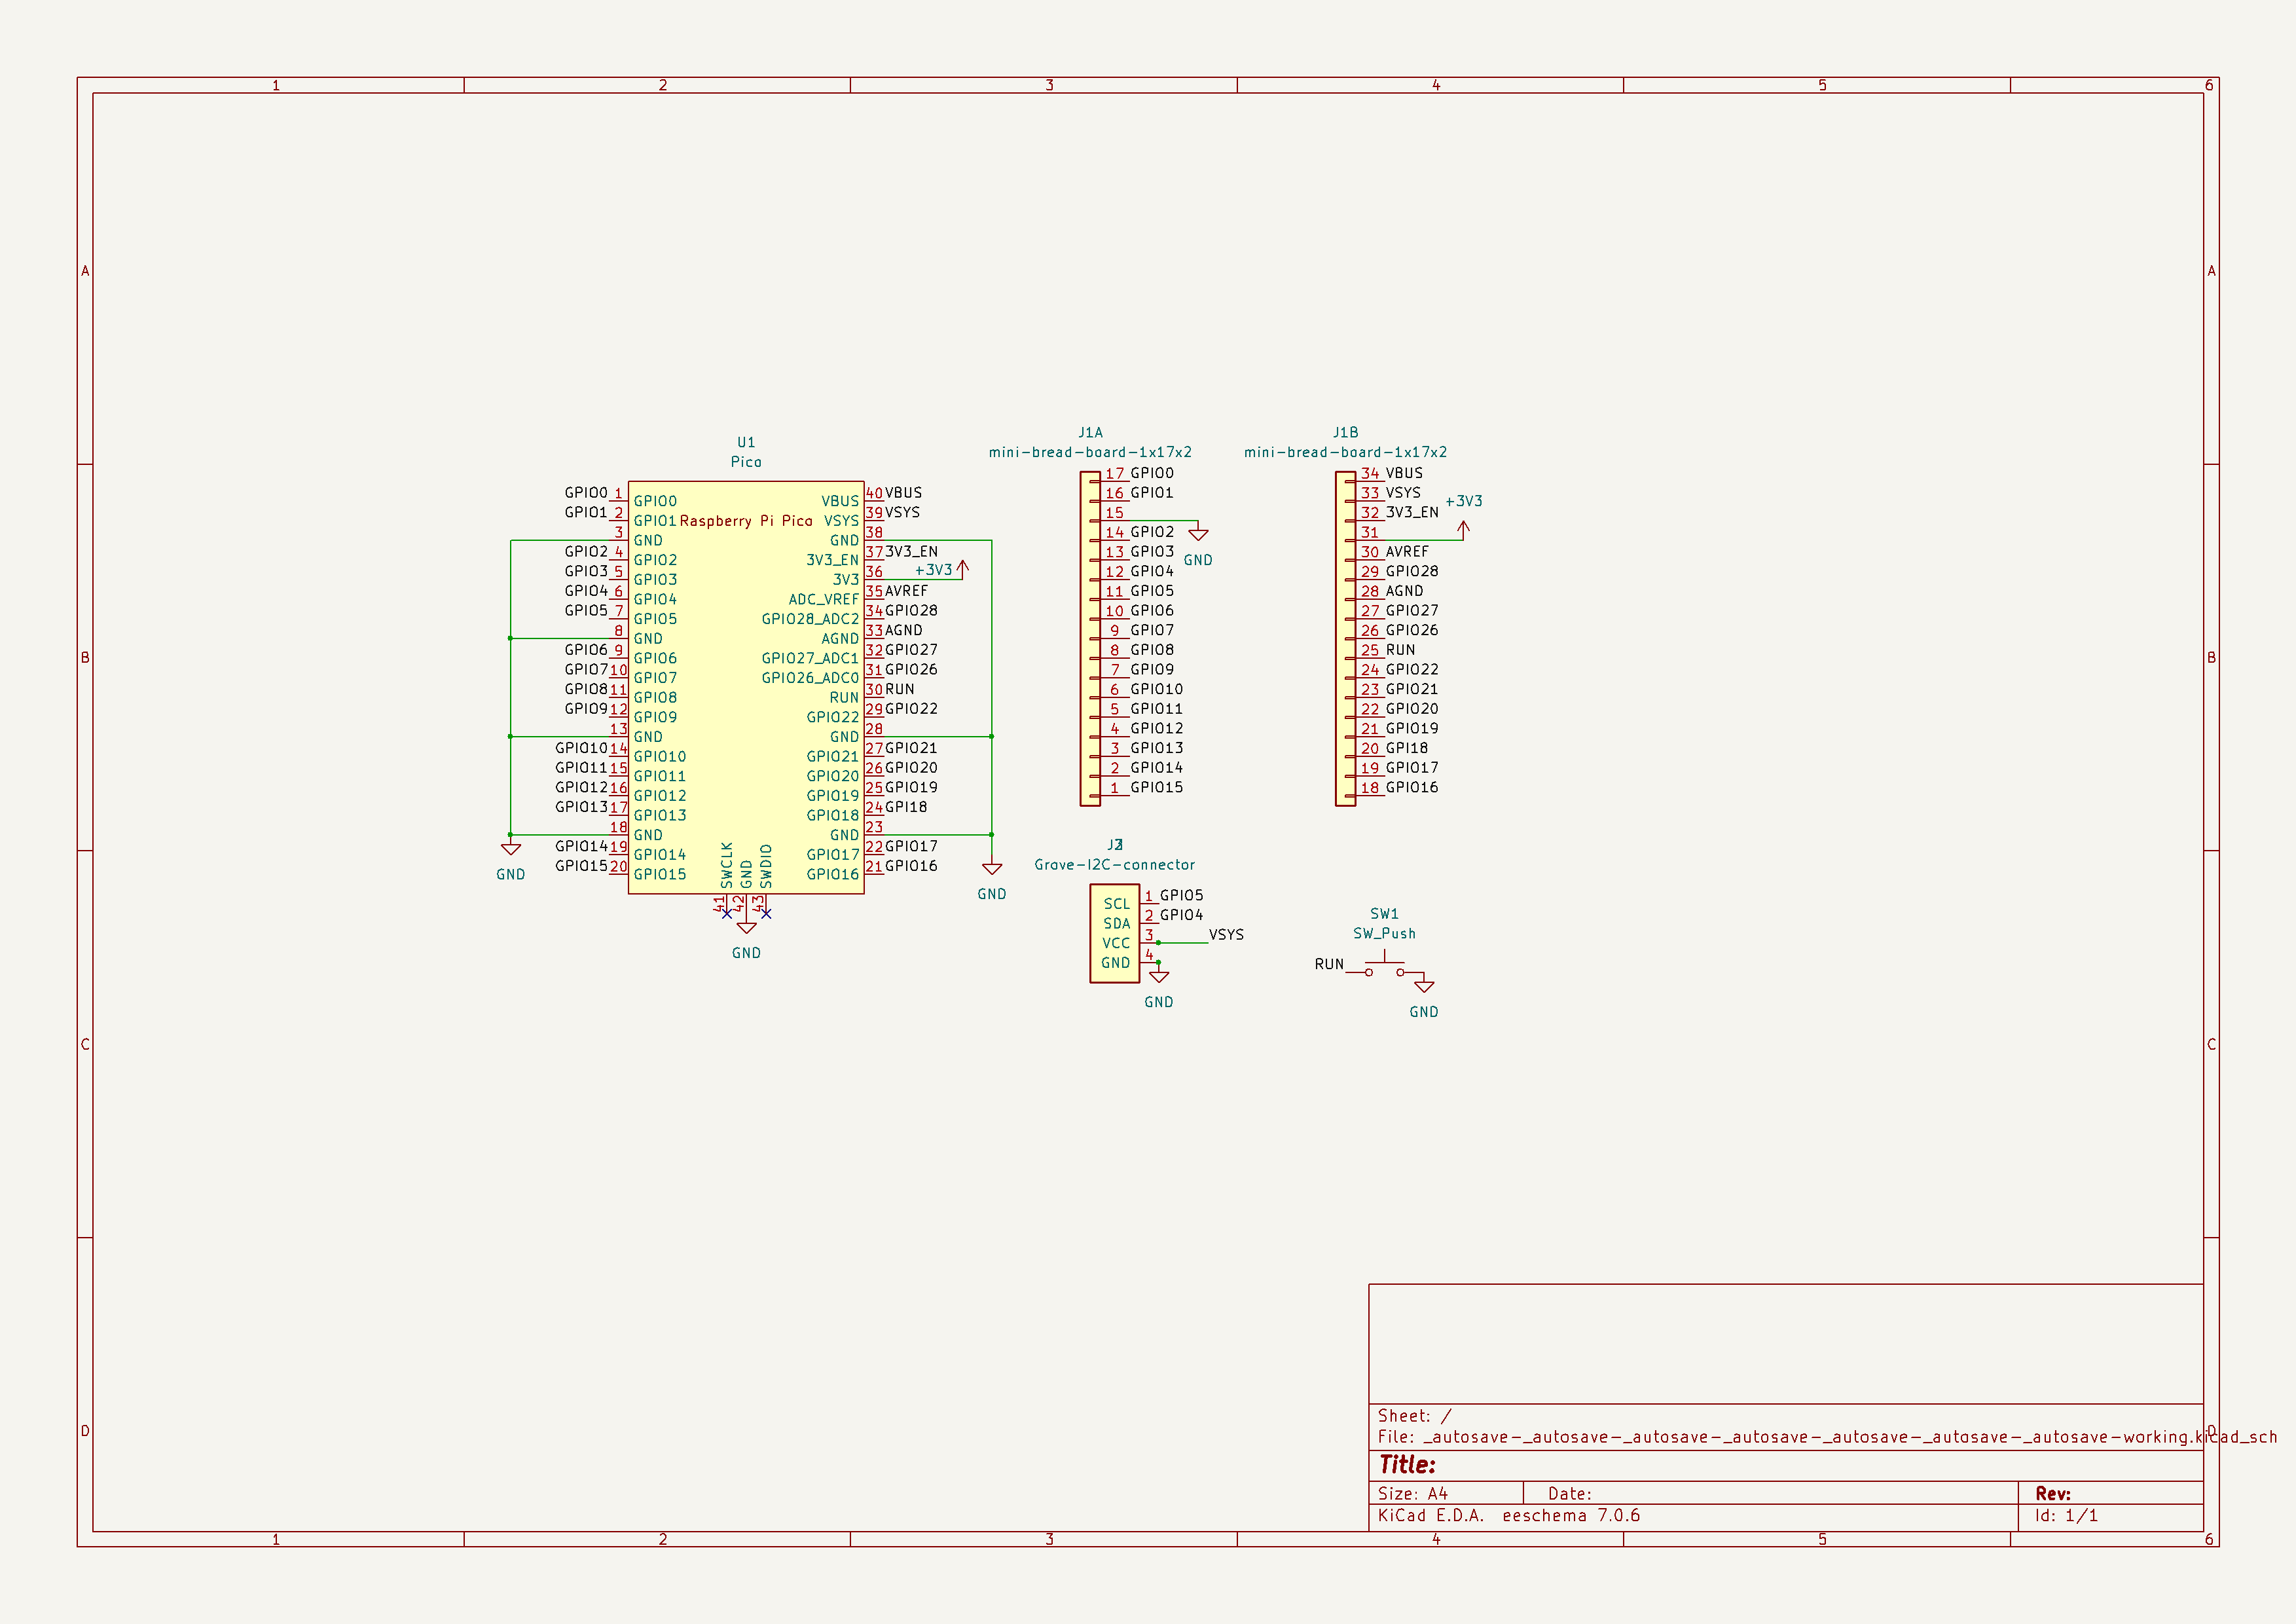 1 2 3 4 5 6
A A
B B
C C
D D
U1
Pico
Raspberry Pi Pico
GPIO0 1 GPIO0 VBUS 40 VBUS
GPIO1 2 GPIO1 VSYS 39 VSYS
3 GND GND 38
GPIO2 4 GPIO2 3V3_EN 37 3V3_EN
GPIO3 5 GPIO3 3V3 36 +3V3
GPIO4 6 GPIO4 ADC_VREF 35 AVREF
GPIO5 7 GPIO5 GPIO28_ADC2 34 GPIO28
8 GND AGND 33 AGND
GPIO6 9 GPIO6 GPIO27_ADC1 32 GPIO27
GPIO7 10 GPIO7 GPIO26_ADC0 31 GPIO26
GPIO8 11 GPIO8 RUN 30 RUN
GPIO9 12 GPIO9 GPIO22 29 GPIO22
13 GND GND 28
GPIO10 14 GPIO10 GPIO21 27 GPIO21
GPIO11 15 GPIO11 GPIO20 26 GPIO20
GPIO12 16 GPIO12 GPIO19 25 GPIO19
GPIO13 17 GPIO13 GPIO18 24 GPI18
18 GND GND 23
GPIO14 19 GPIO14 GPIO17 22 GPIO17
GPIO15 20 GPIO15 GPIO16 21 GPIO16
SWCLK GND SWDIO
41 42 43
GND
GND
GND
J1A
mini-bread-board-1x17x2
17 GPIO0
16 GPIO1
15
GND
14 GPIO2
13 GPIO3
12 GPIO4
11 GPIO5
10 GPIO6
9 GPIO7
8 GPIO8
7 GPIO9
6 GPIO10
5 GPIO11
4 GPIO12
3 GPIO13
2 GPIO14
1 GPIO15
J1B
mini-bread-board-1x17x2
34 VBUS
33 VSYS
32 3V3_EN
31 +3V3
30 AVREF
29 GPIO28
28 AGND
27 GPIO27
26 GPIO26
25 RUN
24 GPIO22
23 GPIO21
22 GPIO20
21 GPIO19
20 GPI18
19 GPIO17
18 GPIO16
Grove-I2C-connector
SCL 1 GPIO5
SDA 2 GPIO4
VCC 3 VSYS
GND 4
GND
SW1
SW_Push
RUN
GND
Sheet: /
File: _autosave-_autosave-_autosave-_autosave-_autosave-_autosave-_autosave-working.kicad_sch
Title:
Size: A4 Date: Rev:
KiCad E.D.A. eeschema 7.0.6 Id: 1/1
1 2 3 4 5 6